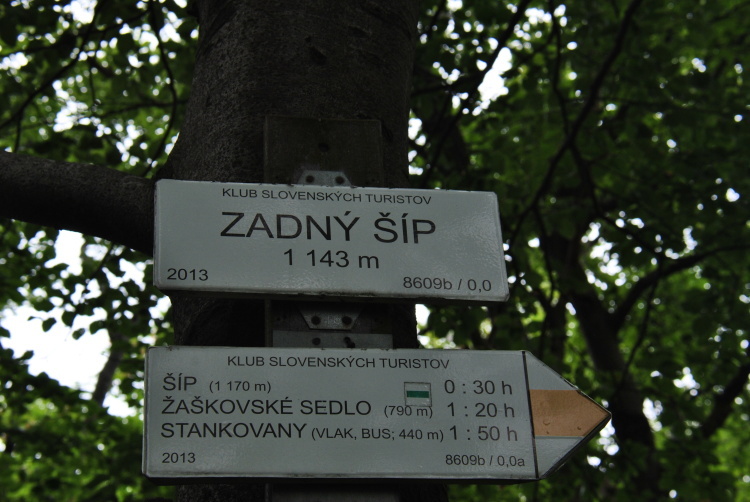 KLUB SLOVENSKÝCH TURISTOV
ZADNÝ ŠÍP
1 143 m
2013 8609b / 0,0
KLUB SLOVENSKÝCH TURISTOV
ŠÍP (1 170 m) 0 : 30 h
ŽAŠKOVSKÉ SEDLO (790 m) 1 : 20 h
STANKOVANY (VLAK, BUS; 440 m) 1 : 50 h
2013 8609b / 0,0a